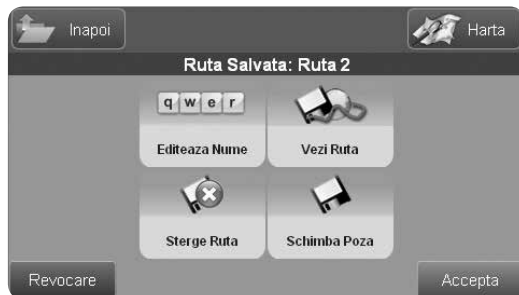 Inapoi
Harta
Ruta Salvata: Ruta 2
q w e r
Editeaza Nume
Vezi Ruta
Sterge Ruta
Schimba Poza
Revocare
Accepta